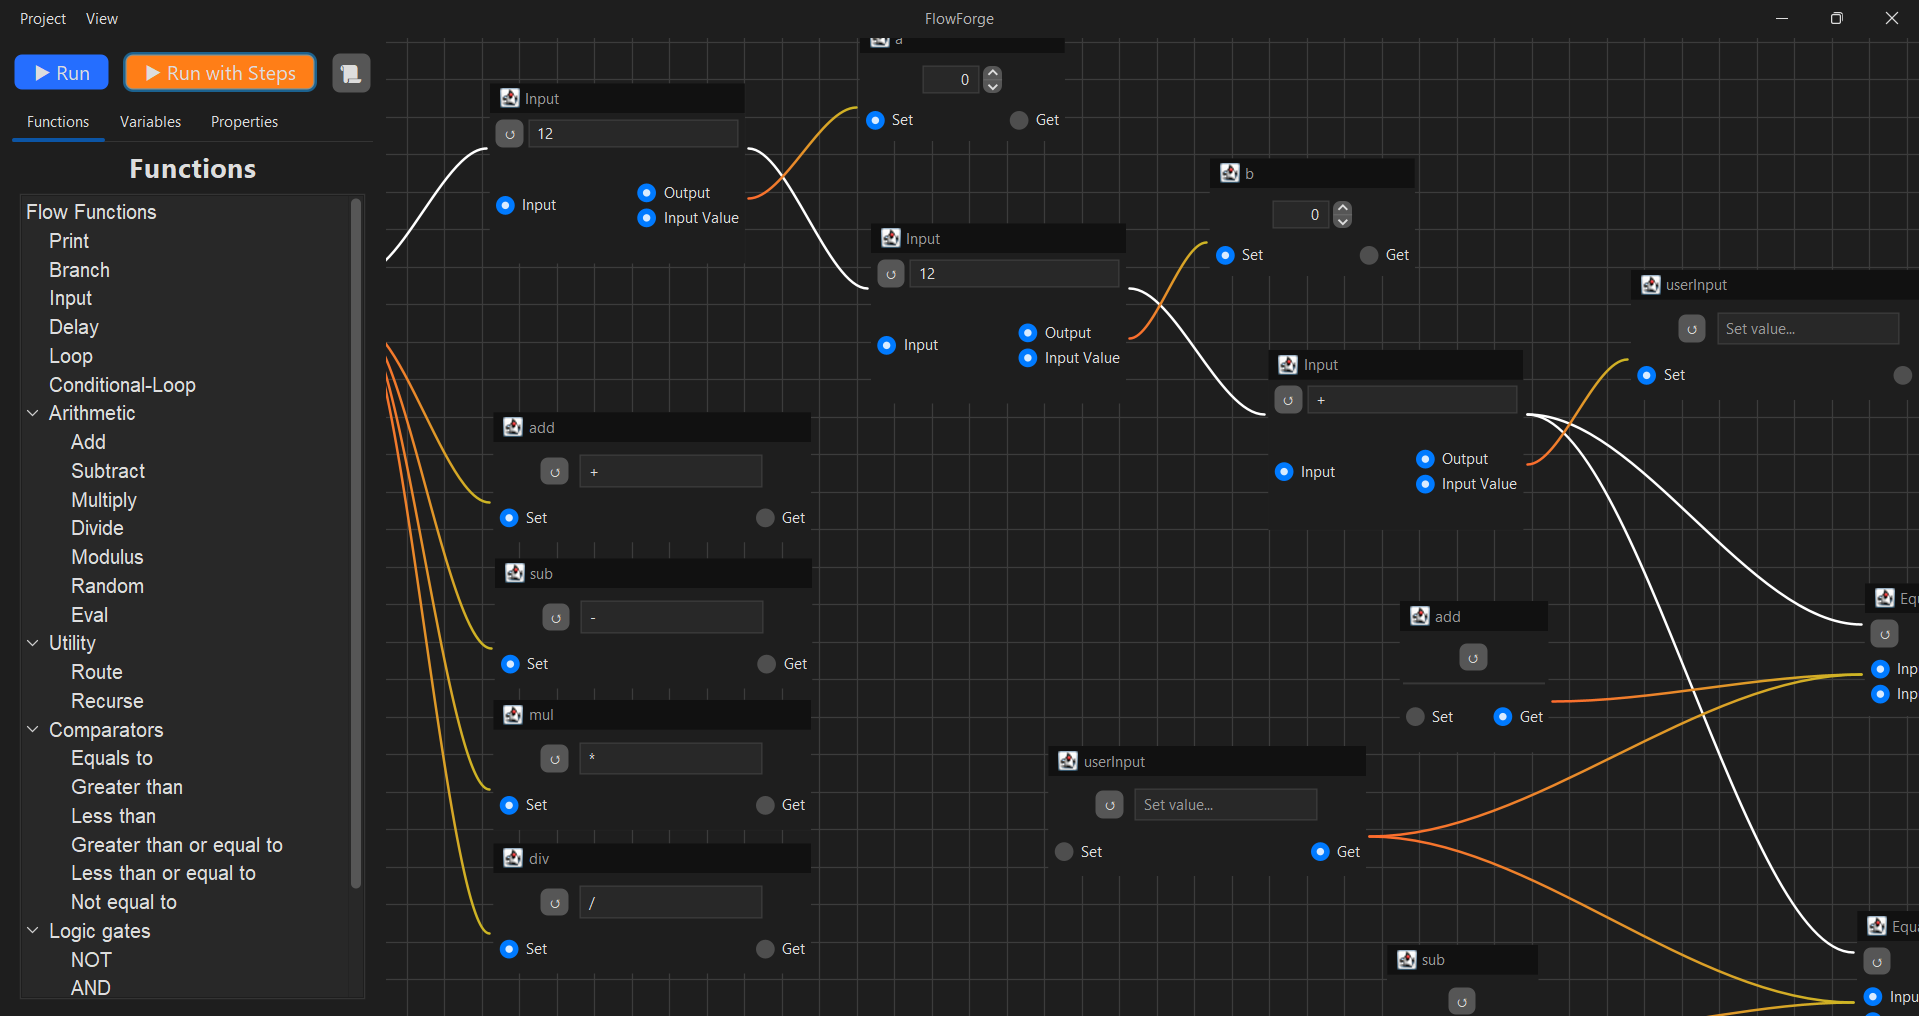 Project View
FlowForge
Run
Run with Steps
Functions Variables Properties
Functions
Flow Functions
Print
Branch
Input
Delay
Loop
Conditional-Loop
Arithmetic
Add
Subtract
Multiply
Divide
Modulus
Random
Eval
Utility
Route
Recurse
Comparators
Equals to
Greater than
Less than
Greater than or equal to
Less than or equal to
Not equal to
Logic gates
NOT
AND
Input
12
Input
Output
Input Value
a
0
Set
Get
Input
12
Input
Output
Input Value
b
0
Set
Get
Input
+
Input
Output
Input Value
userInput
Set value...
Set
add
+
Set
Get
sub
-
Set
Get
mul
*
Set
Get
div
/
Set
Get
add
Set
Get
userInput
Set value...
Set
Get
sub
Equ
Inp
Inp
Equa
Inpu